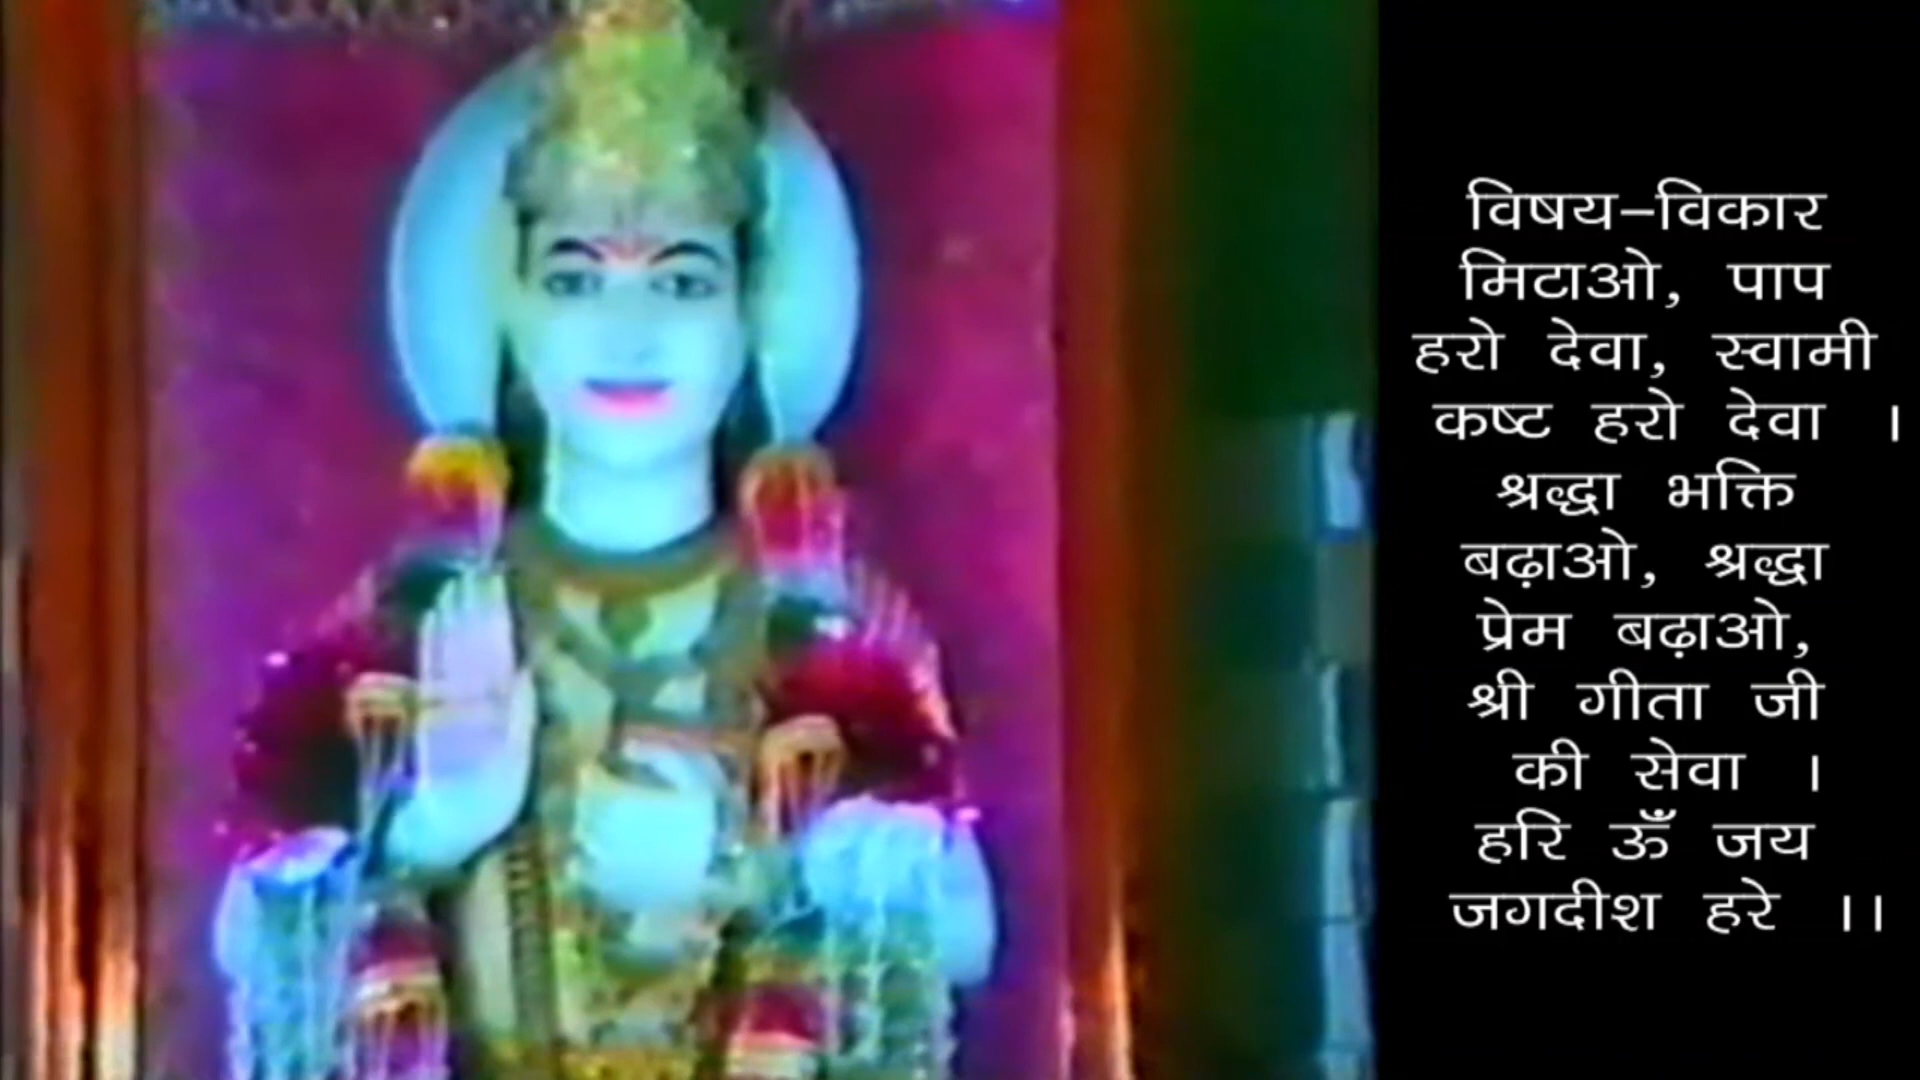 विषय-विकार
मिटाओ, पाप
हरो देवा, स्वामी
कष्ट हरो देवा ।
श्रद्धा भक्ति
बढ़ाओ, श्रद्धा
प्रेम बढ़ाओ,
श्री गीता जी
की सेवा ।
हरि ऊँ जय
जगदीश हरे ।।